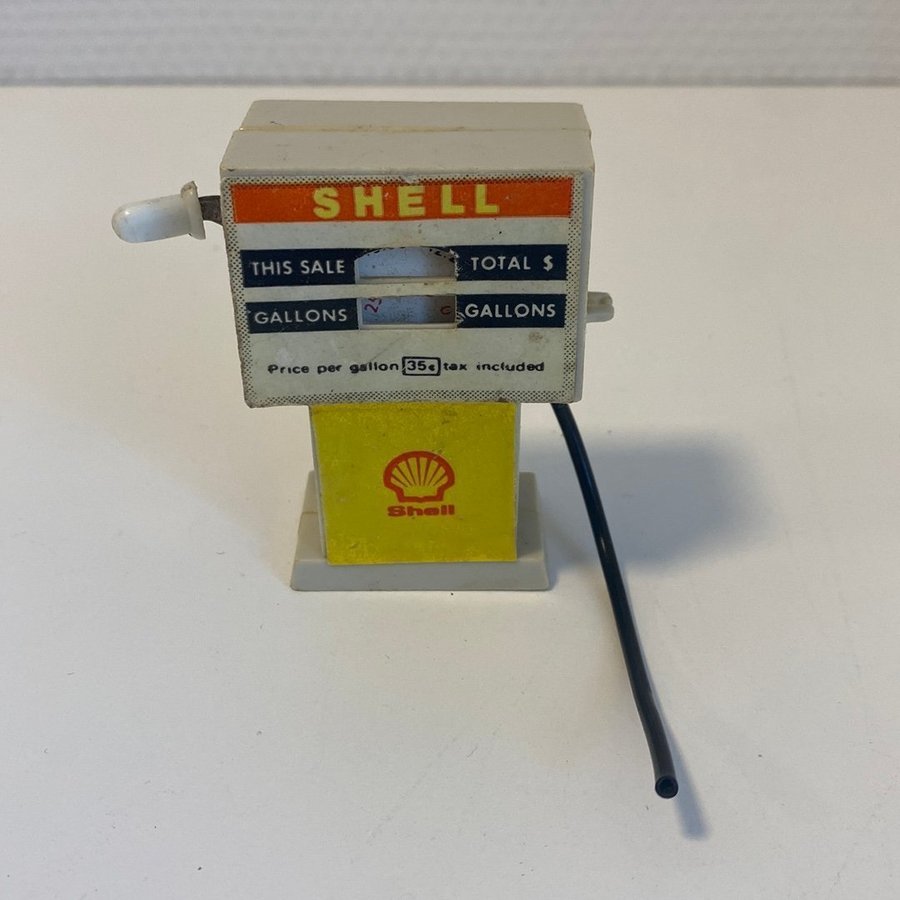 SHELL
THIS SALE TOTAL $
GALLONS GALLONS
Price per gallon 35¢ tax included
Shell